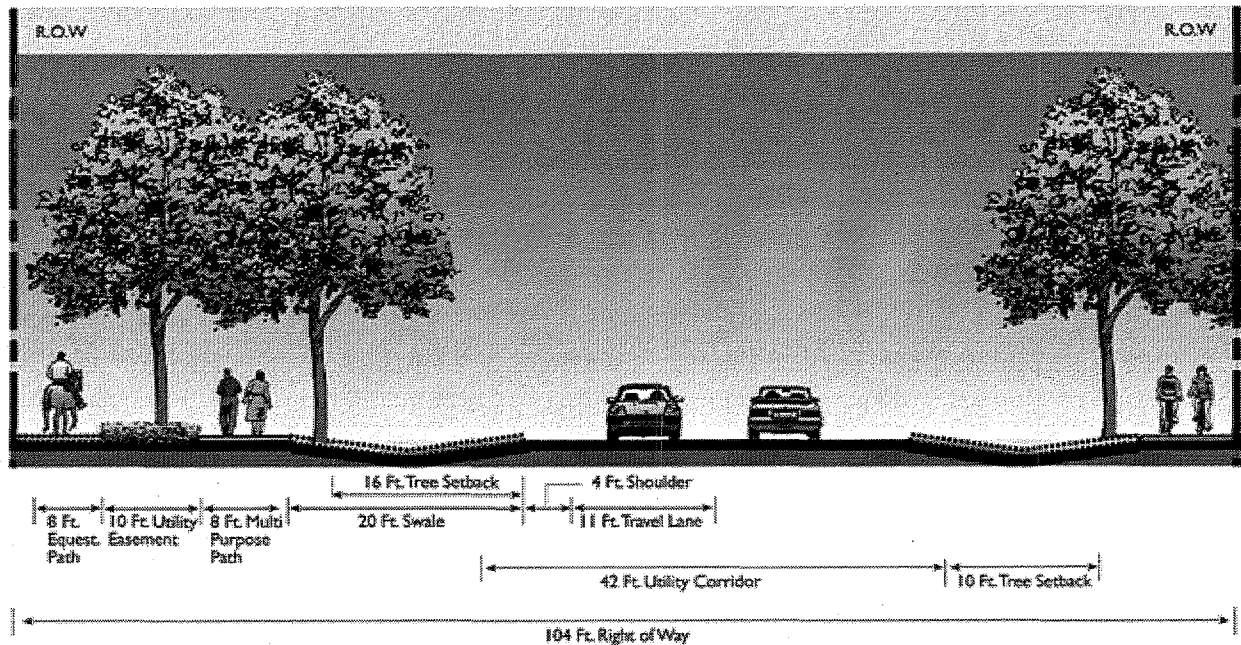 R.O.W
R.O.W
16 Ft. Tree Setback
4 Ft. Shoulder
8 Ft.
Equest.
Path
10 Ft. Utility
Easement
8 Ft. Multi
Purpose
Path
20 Ft. Swale
11 Ft. Travel Lane
42 Ft. Utility Corridor
10 Ft. Tree Setback
104 Ft. Right of Way